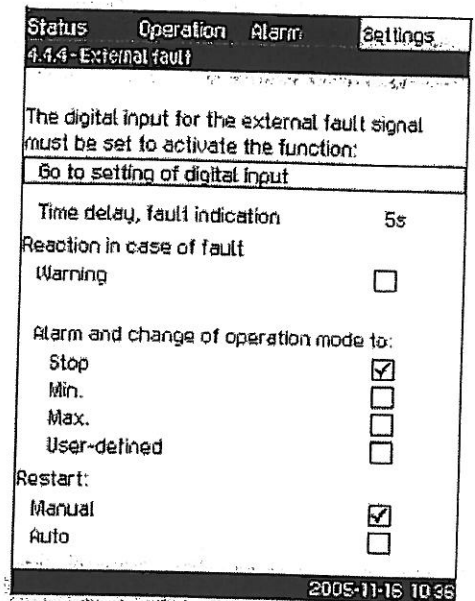 Status Operation Alarm Settings
4.4.4 - External fault
The digital input for the external fault signal
must be set to activate the function:
Go to setting of digital input
Time delay, fault indication 5s
Reaction in case of fault
Warning
Alarm and change of operation mode to:
Stop
Min.
Max.
User-defined
Restart:
Manual
Auto
2005-11-16 10:36